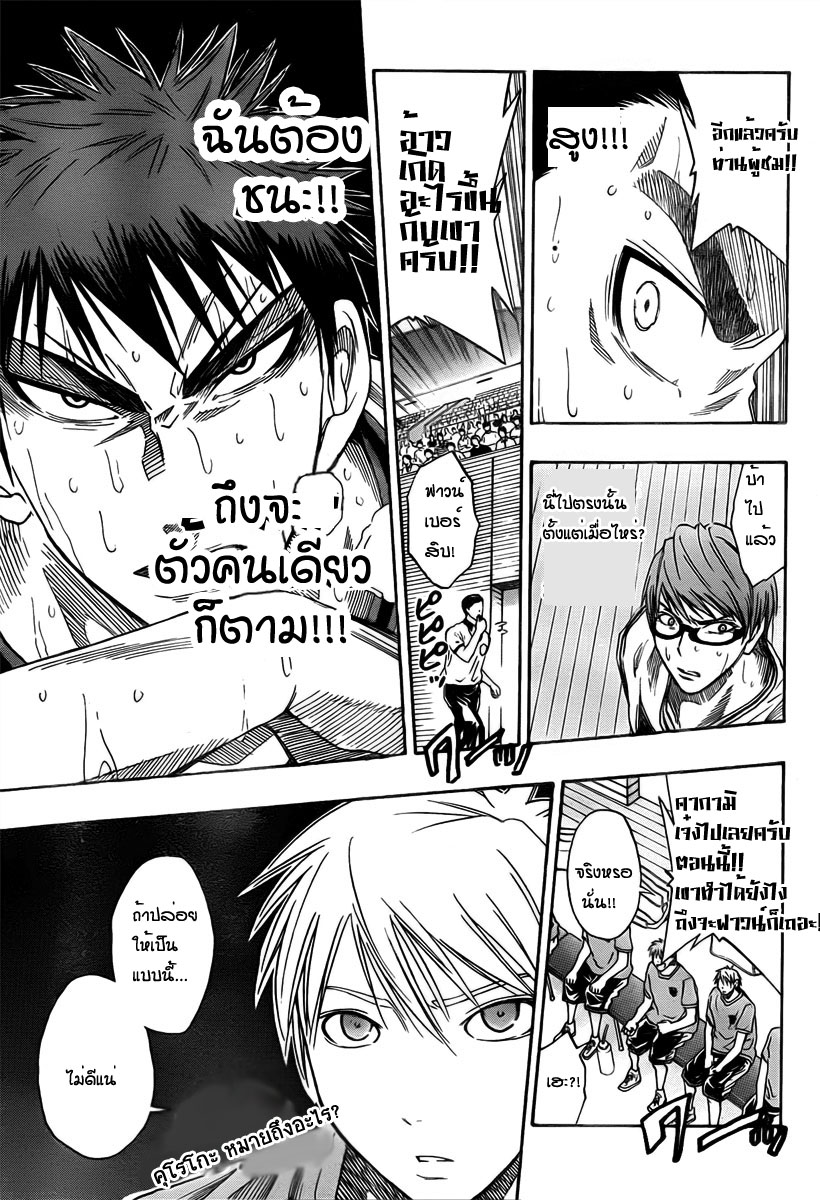 อีกแล้วครับ
ท่านผู้ชม!!
สูง!!!
อ้าว
เกิด
อะไรขึ้น
กับเขา
ครับ!!
ฉันต้อง
ชนะ!!
ถึงจะ
ตัวคนเดียว
ก็ตาม!!!
บ้า
ไป
แล้ว
นี่ไปตรงนั้น
ตั้งแต่เมื่อไหร่?
ฟาวน์
เบอร์
สิบ!
ピピピッ
คากามิ
เจ๋งไปเลยครับ
ตอนนี้!!
เขาทำได้ยังไง
ถึงจะฟาวน์ก็เถอะ!
จริงหรอ
นั่น!!
เฮะ?!
ถ้าปล่อย
ให้เป็น
แบบนี้...
ไม่ดีแน่
คุโรโกะ หมายถึงอะไร?